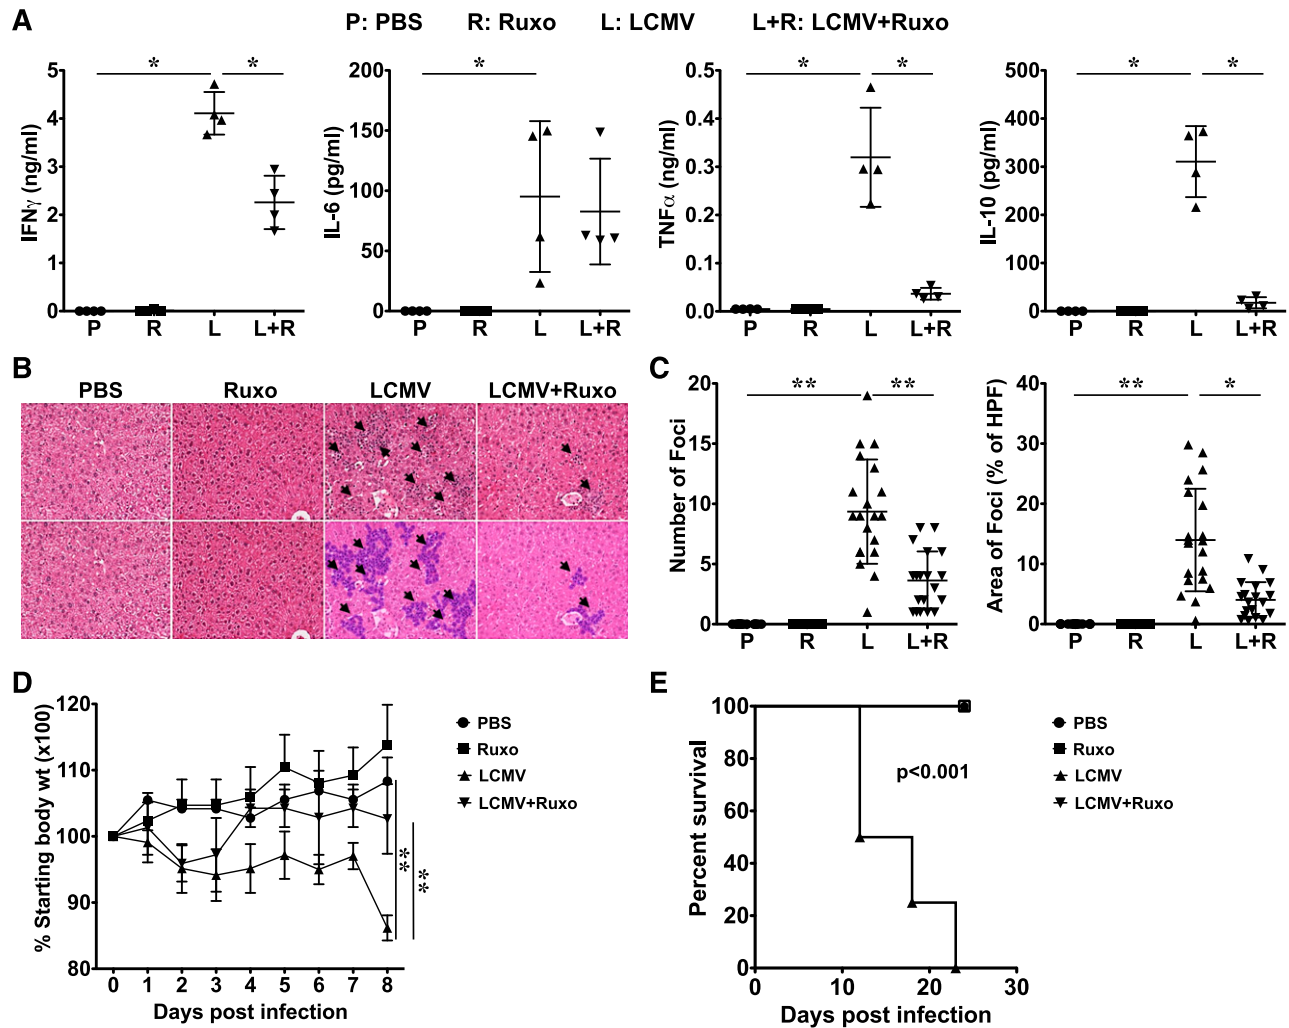 A
P: PBS R: Ruxo L: LCMV L+R: LCMV+Ruxo
IFNγ (ng/ml)
5
4
3
2
1
0
* *
P R L L+R
IL-6 (pg/ml)
200
150
100
50
0
*
P R L L+R
TNFα (ng/ml)
0.5
0.4
0.3
0.2
0.1
0.0
* *
P R L L+R
IL-10 (pg/ml)
500
400
300
200
100
0
* *
P R L L+R
B
PBS Ruxo LCMV LCMV+Ruxo
C
Number of Foci
20
15
10
5
0
** **
P R L L+R
Area of Foci (% of HPF)
40
30
20
10
0
** *
P R L L+R
D
% Starting body wt (x100)
120
110
100
90
80
0 1 2 3 4 5 6 7 8
Days post infection
** **
PBS
Ruxo
LCMV
LCMV+Ruxo
E
Percent survival
100
80
60
40
20
0
0 10 20 30
Days post infection
p<0.001
PBS
Ruxo
LCMV
LCMV+Ruxo